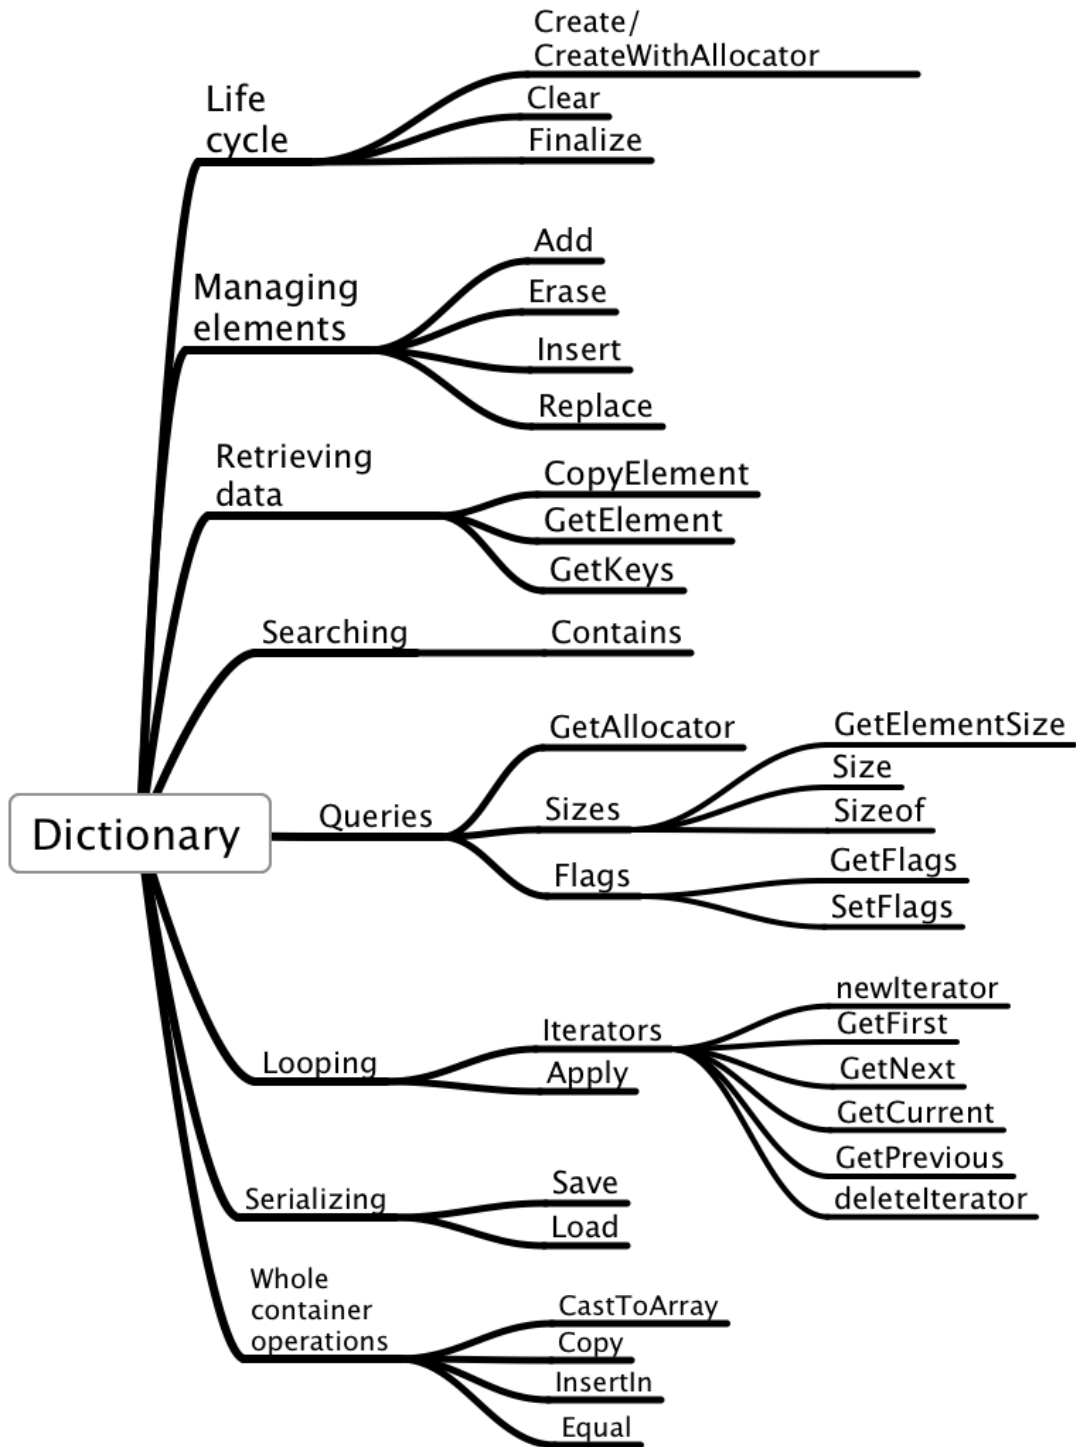 Create/
CreateWithAllocator
Life
cycle
Clear
Finalize
Managing
elements
Add
Erase
Insert
Replace
Retrieving
data
CopyElement
GetElement
GetKeys
Searching
Contains
Dictionary
Queries
GetAllocator
Sizes
GetElementSize
Size
Sizeof
Flags
GetFlags
SetFlags
Looping
Iterators
newIterator
GetFirst
GetNext
GetCurrent
GetPrevious
deleteIterator
Apply
Serializing
Save
Load
Whole
container
operations
CastToArray
Copy
InsertIn
Equal